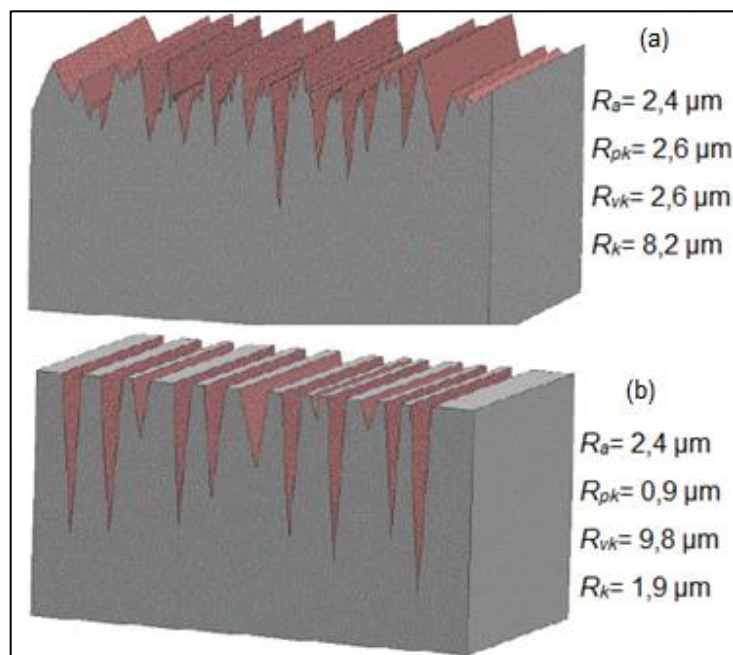 (a)
Ra= 2,4 µm
Rpk= 2,6 µm
Rvk= 2,6 µm
Rk= 8,2 µm
(b)
Ra= 2,4 µm
Rpk= 0,9 µm
Rvk= 9,8 µm
Rk= 1,9 µm